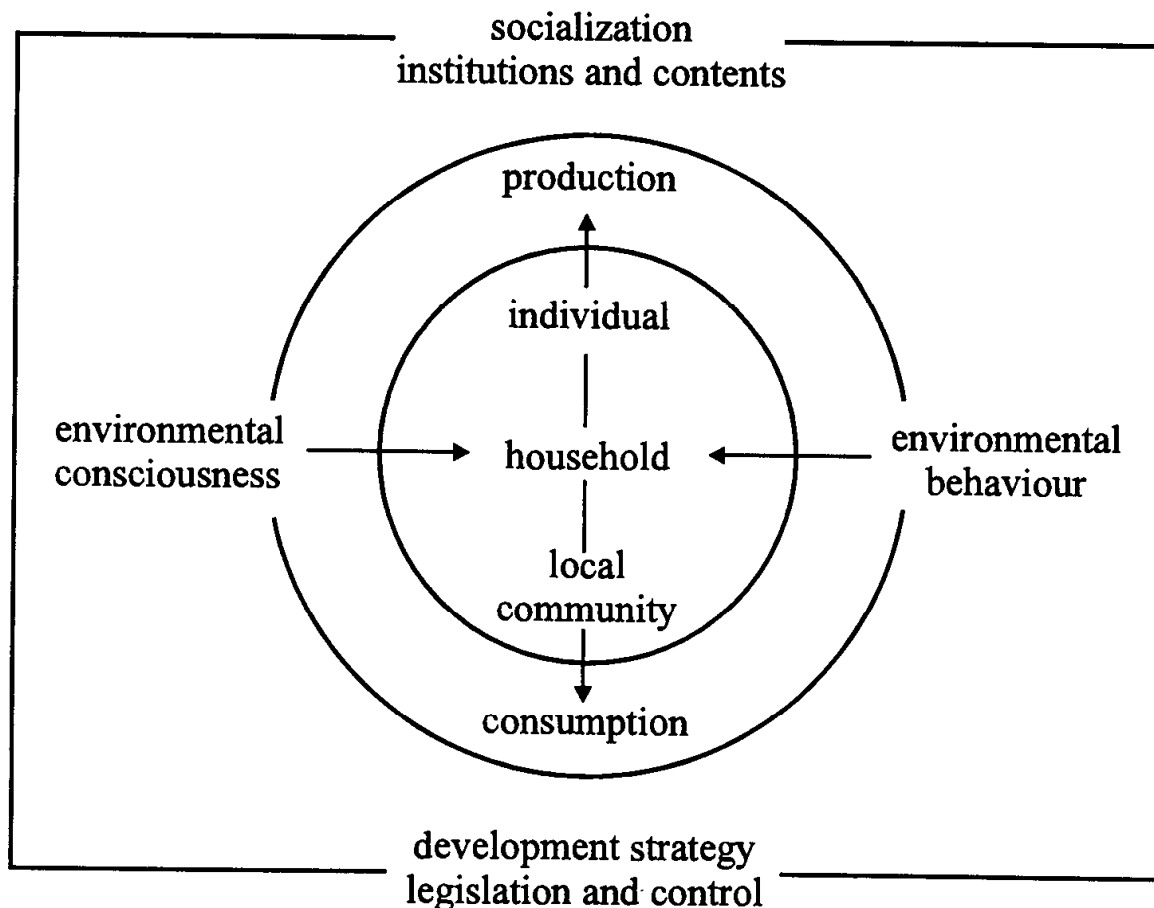 socialization
institutions and contents
production
individual
environmental
consciousness
household
environmental
behaviour
local
community
consumption
development strategy
legislation and control